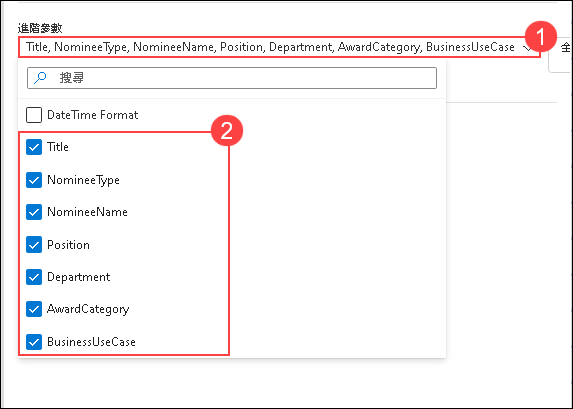 進階參數
Title, NomineeType, NomineeName, Position, Department, AwardCategory, BusinessUseCase
1
全
搜尋
DateTime Format
2
Title
NomineeType
NomineeName
Position
Department
AwardCategory
BusinessUseCase